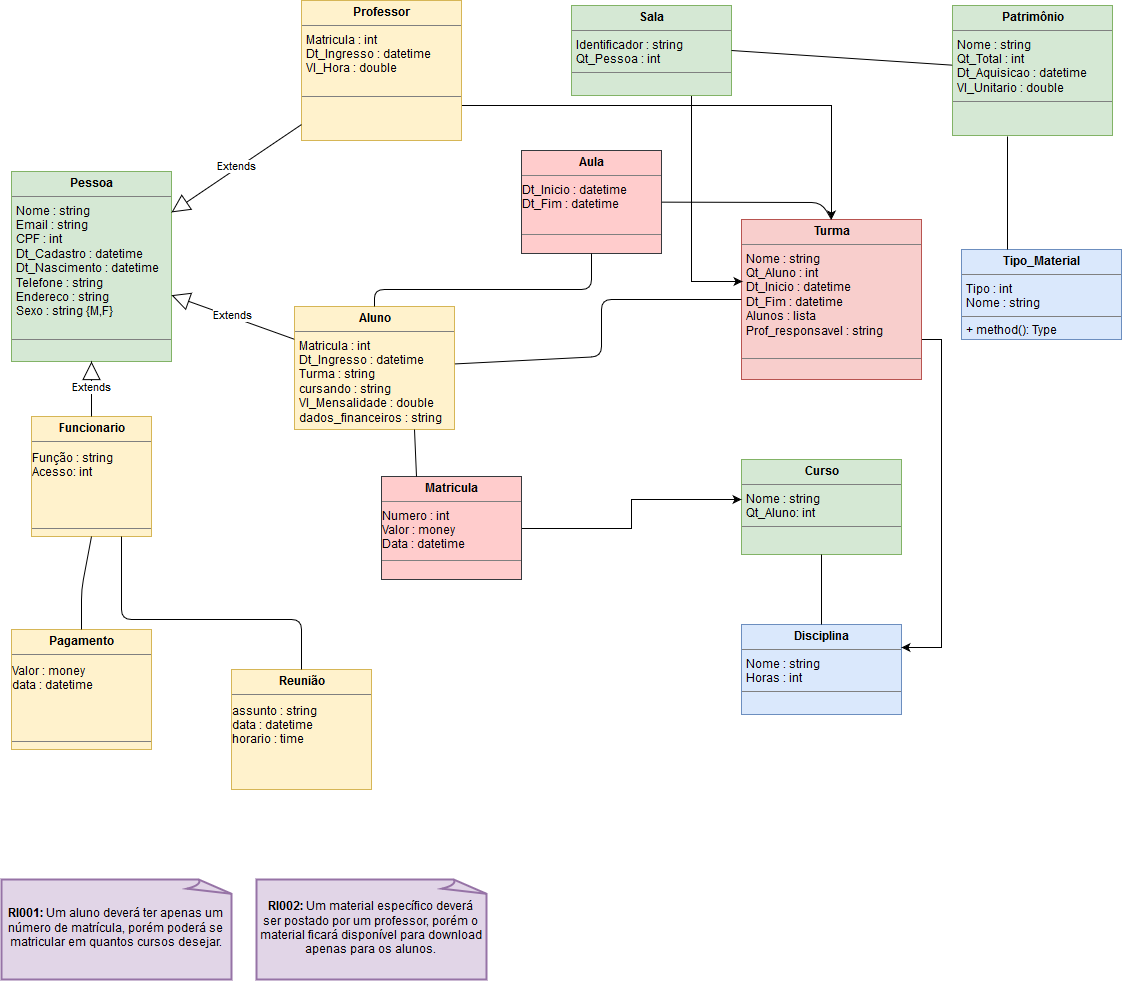 Professor
Matricula : int
Dt_Ingresso : datetime
Vl_Hora : double
Sala
Identificador : string
Qt_Pessoa : int
Patrimônio
Nome : string
Qt_Total : int
Dt_Aquisicao : datetime
Vl_Unitario : double
Extends
Pessoa
Nome : string
Email : string
CPF : int
Dt_Cadastro : datetime
Dt_Nascimento : datetime
Telefone : string
Endereco : string
Sexo : string {M,F}
Aula
Dt_Inicio : datetime
Dt_Fim : datetime
Turma
Nome : string
Qt_Aluno : int
Dt_Inicio : datetime
Dt_Fim : datetime
Alunos : lista
Prof_responsavel : string
Tipo_Material
Tipo : int
Nome : string
+ method(): Type
Extends
Aluno
Matricula : int
Dt_Ingresso : datetime
Turma : string
cursando : string
Vl_Mensalidade : double
dados_financeiros : string
Extends
Funcionario
Função : string
Acesso: int
Matricula
Numero : int
Valor : money
Data : datetime
Curso
Nome : string
Qt_Aluno: int
Pagamento
Valor : money
data : datetime
Reunião
assunto : string
data : datetime
horario : time
Disciplina
Nome : string
Horas : int
RI001: Um aluno deverá ter apenas um
número de matrícula, porém poderá se
matricular em quantos cursos desejar.
RI002: Um material específico deverá
ser postado por um professor, porém o
material ficará disponível para download
apenas para os alunos.